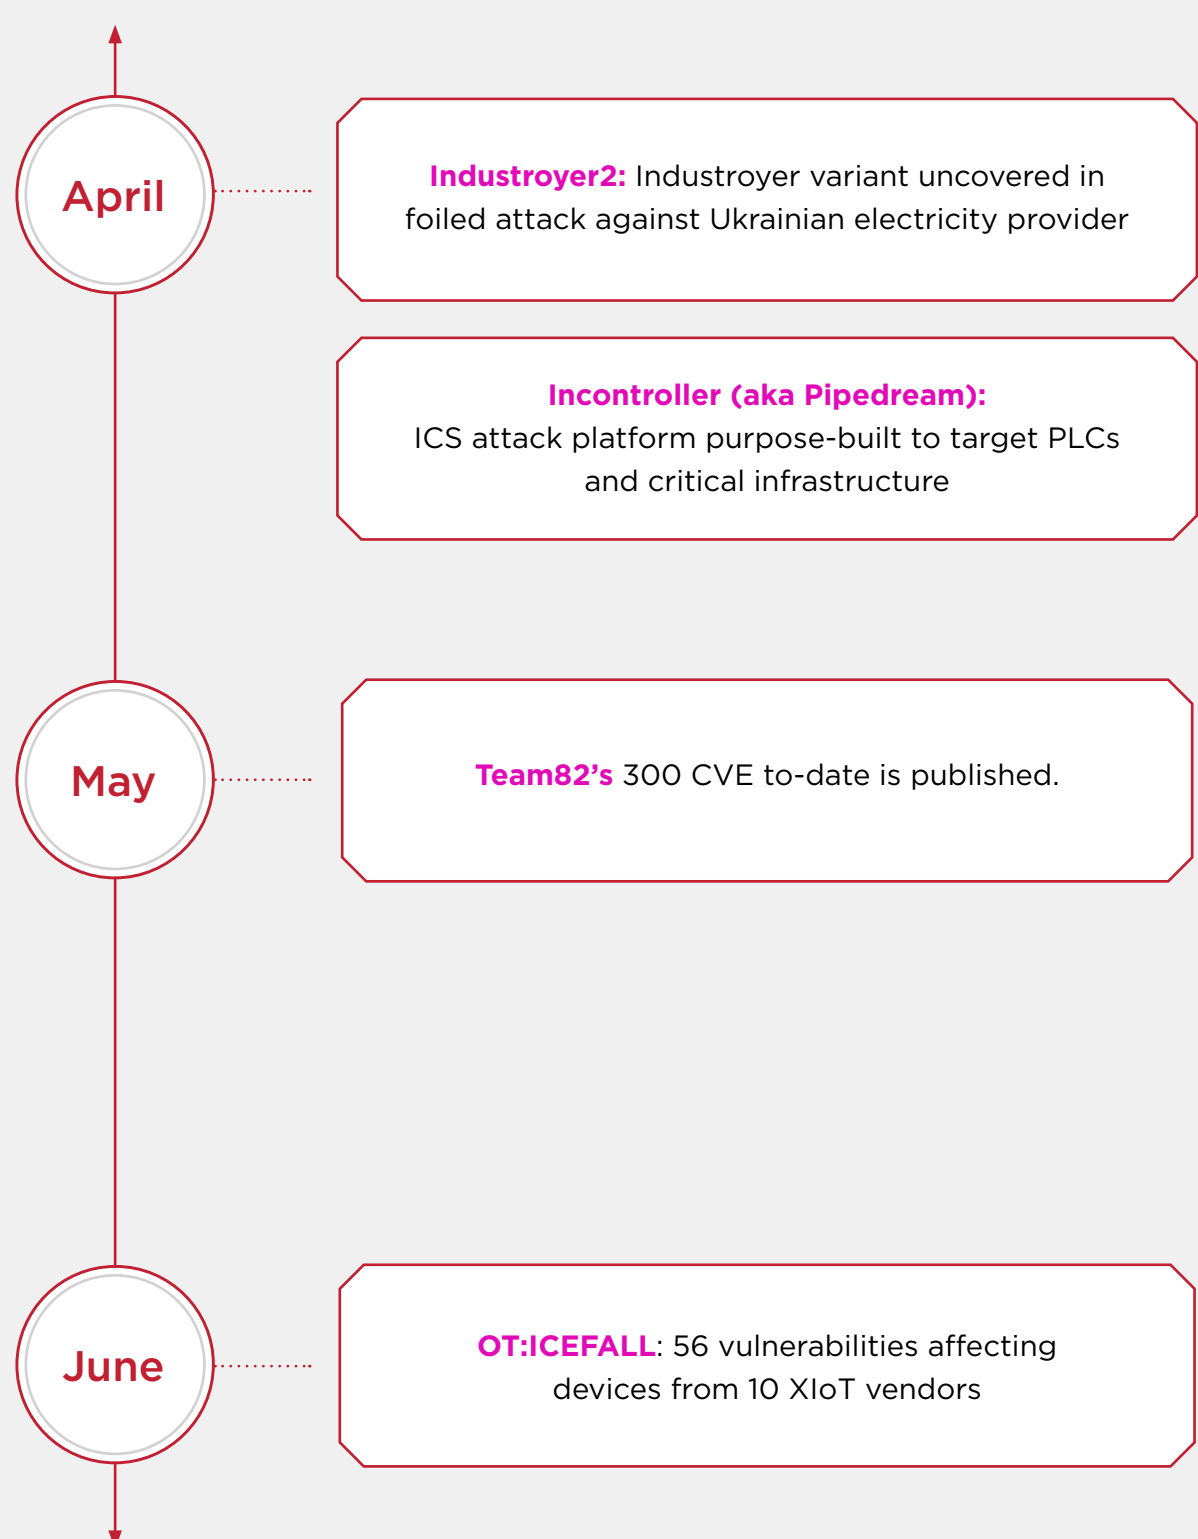 April
Industroyer2: Industroyer variant uncovered in
foiled attack against Ukrainian electricity provider
Incontroller (aka Pipedream):
ICS attack platform purpose-built to target PLCs
and critical infrastructure
May
Team82’s 300 CVE to-date is published.
June
OT:ICEFALL: 56 vulnerabilities affecting
devices from 10 XIoT vendors